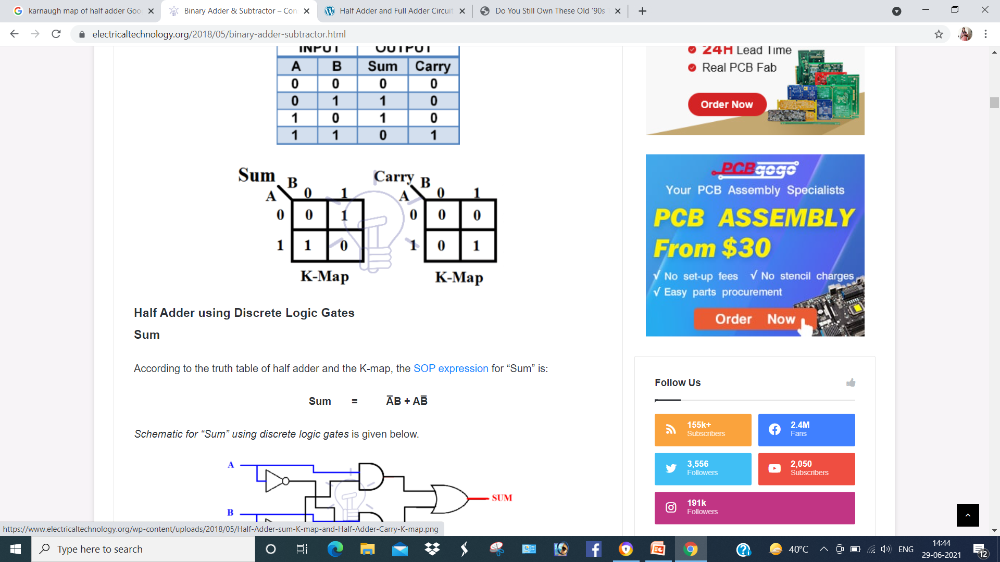 karnaugh map of half adder Goo
Binary Adder & Subtractor – Con
Half Adder and Full Adder Circuit
Do You Still Own These Old '90s T
electricaltechnology.org/2018/05/binary-adder-subtractor.html
INPUT OUTPUT
A B Sum Carry
0 0 0 0
0 1 1 0
1 0 1 0
1 1 0 1
Sum B
A 0 1
0 0 1
1 1 0
K-Map
Carry B
A 0 1
0 0 0
1 0 1
K-Map
Half Adder using Discrete Logic Gates
Sum
According to the truth table of half adder and the K-map, the SOP expression for “Sum” is:
Sum = A̅B + AB̅
Schematic for “Sum” using discrete logic gates is given below.
A
B
SUM
24H Lead Time
Real PCB Fab
Order Now
PCBgogo
Your PCB Assembly Specialists
PCB ASSEMBLY
From $30
√ No set-up fees √ No stencil charges
√ Easy parts procurement
Order Now
Follow Us
155k+
Subscribers
2.4M
Fans
3,556
Followers
2,050
Subscribers
191k
Followers
https://www.electricaltechnology.org/wp-content/uploads/2018/05/Half-Adder-sum-K-map-and-Half-Adder-Carry-K-map.png
Type here to search
40°C
ENG
14:44
29-06-2021
12